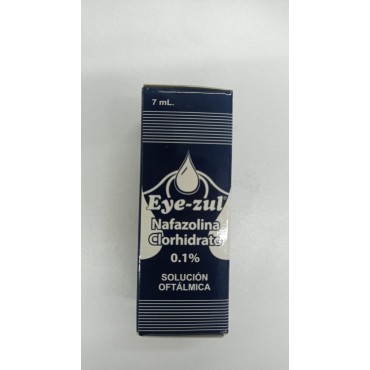 7 mL.
Eye-zul
Nafazolina
Clorhidrato
0.1%
SOLUCIÓN
OFTÁLMICA